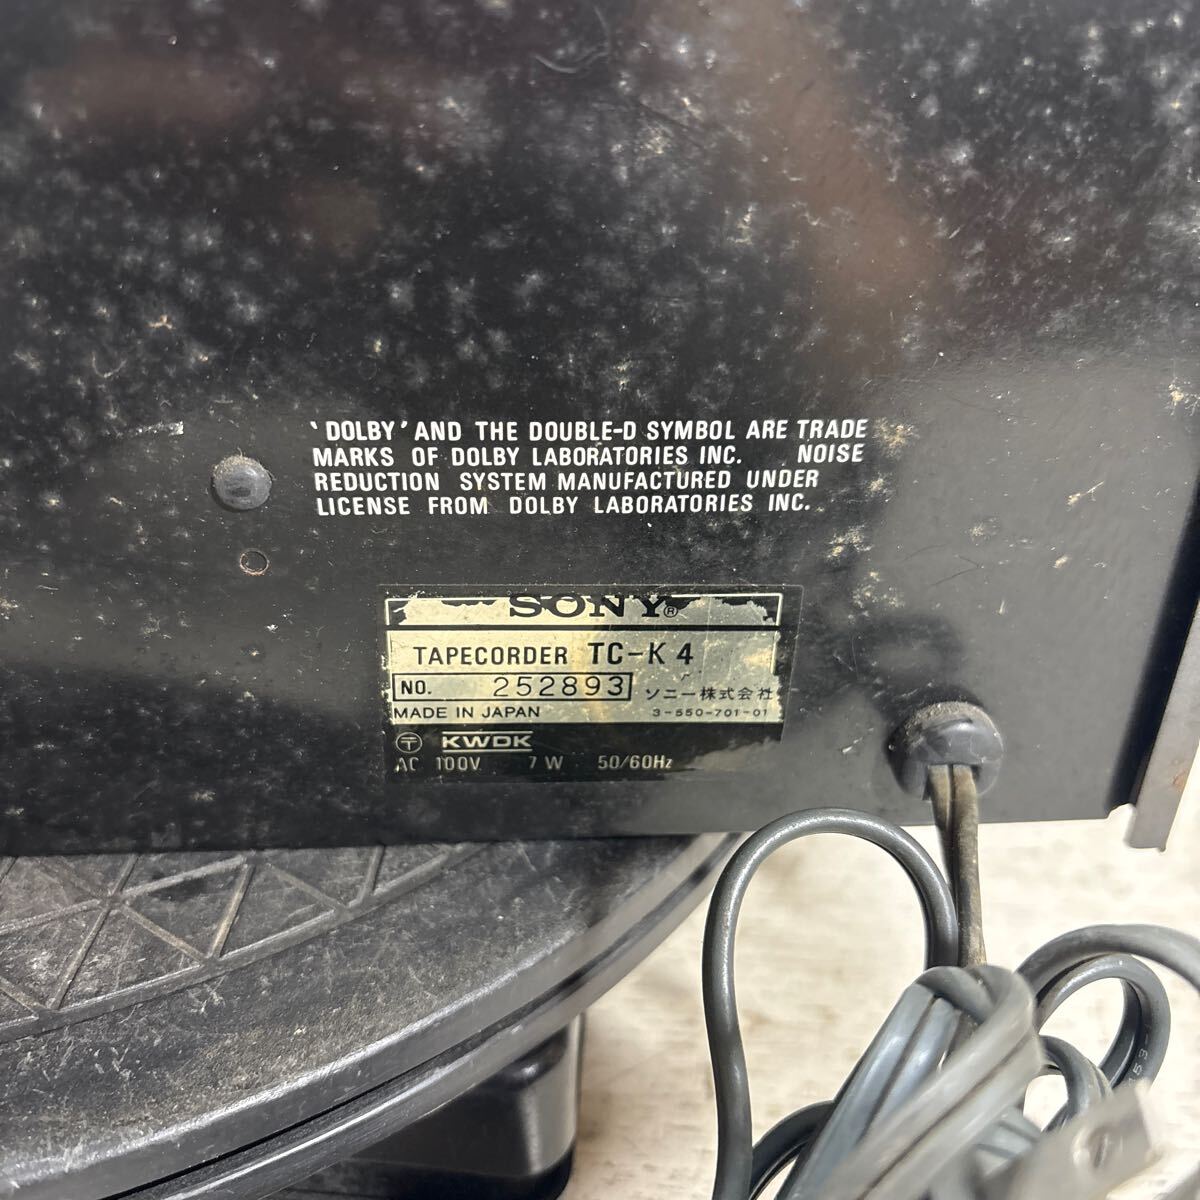 'DOLBY' AND THE DOUBLE-D SYMBOL ARE TRADE
MARKS OF DOLBY LABORATORIES INC. NOISE
REDUCTION SYSTEM MANUFACTURED UNDER
LICENSE FROM DOLBY LABORATORIES INC.
SONY®
TAPECORDER TC-K4
NO. 252893 ソニー株式会社
MADE IN JAPAN 3-550-701-01
〒 KWDK
AC 100V 7W 50/60Hz